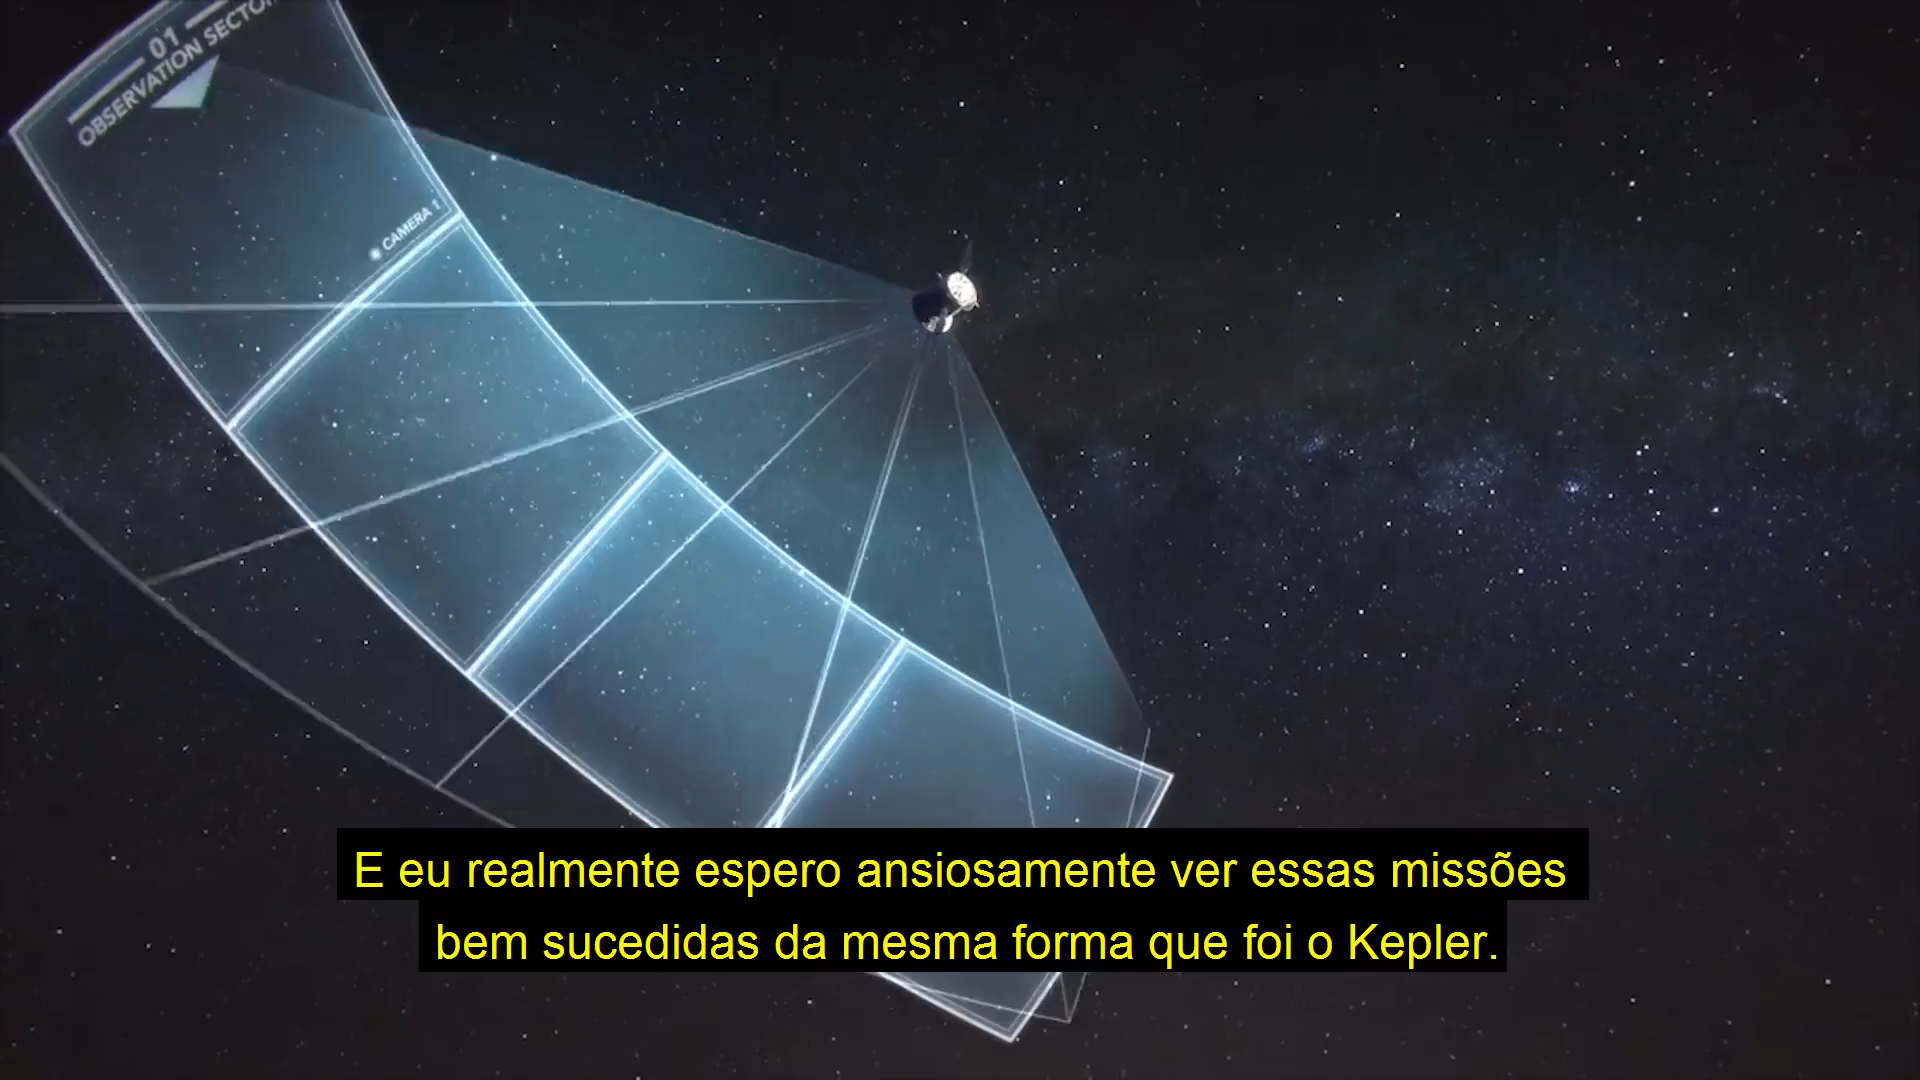 01
OBSERVATION SECTOR
CAMERA 1
E eu realmente espero ansiosamente ver essas missões
bem sucedidas da mesma forma que foi o Kepler.